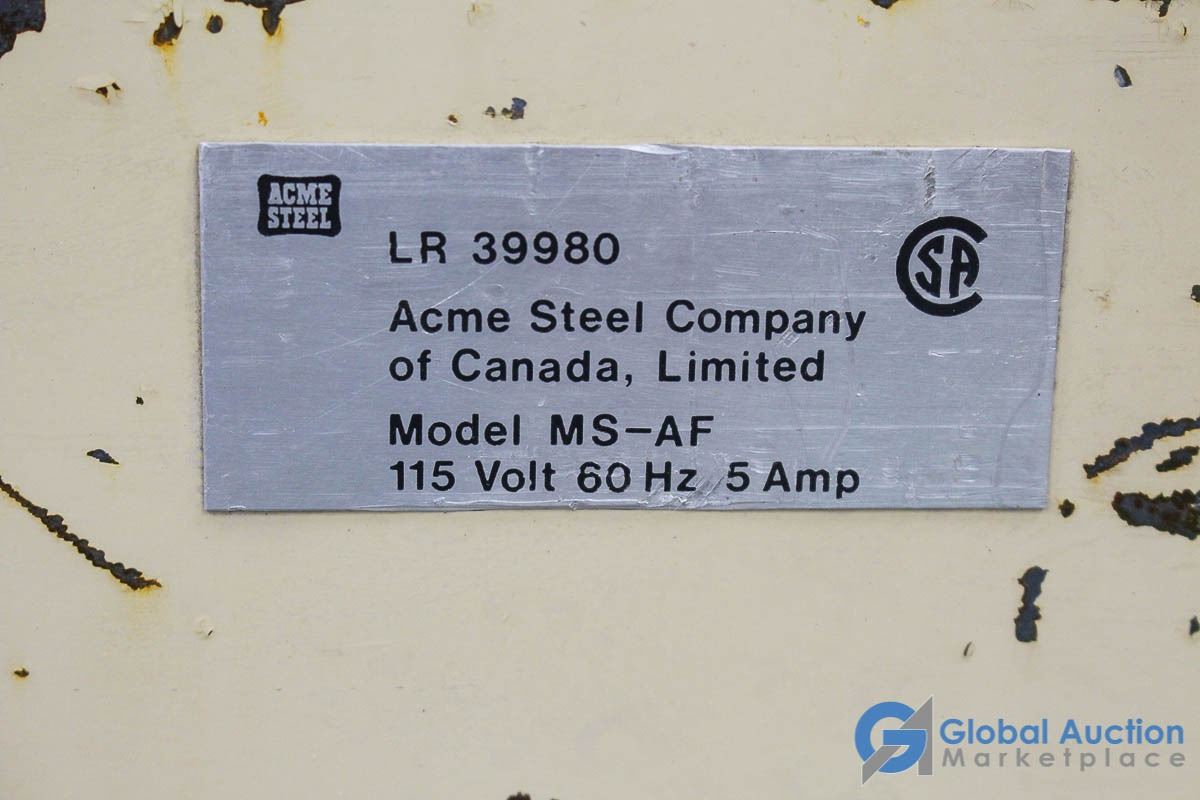 ACME
STEEL
LR 39980
CSA
Acme Steel Company
of Canada, Limited
Model MS-AF
115 Volt 60 Hz 5 Amp
Global Auction
Marketplace